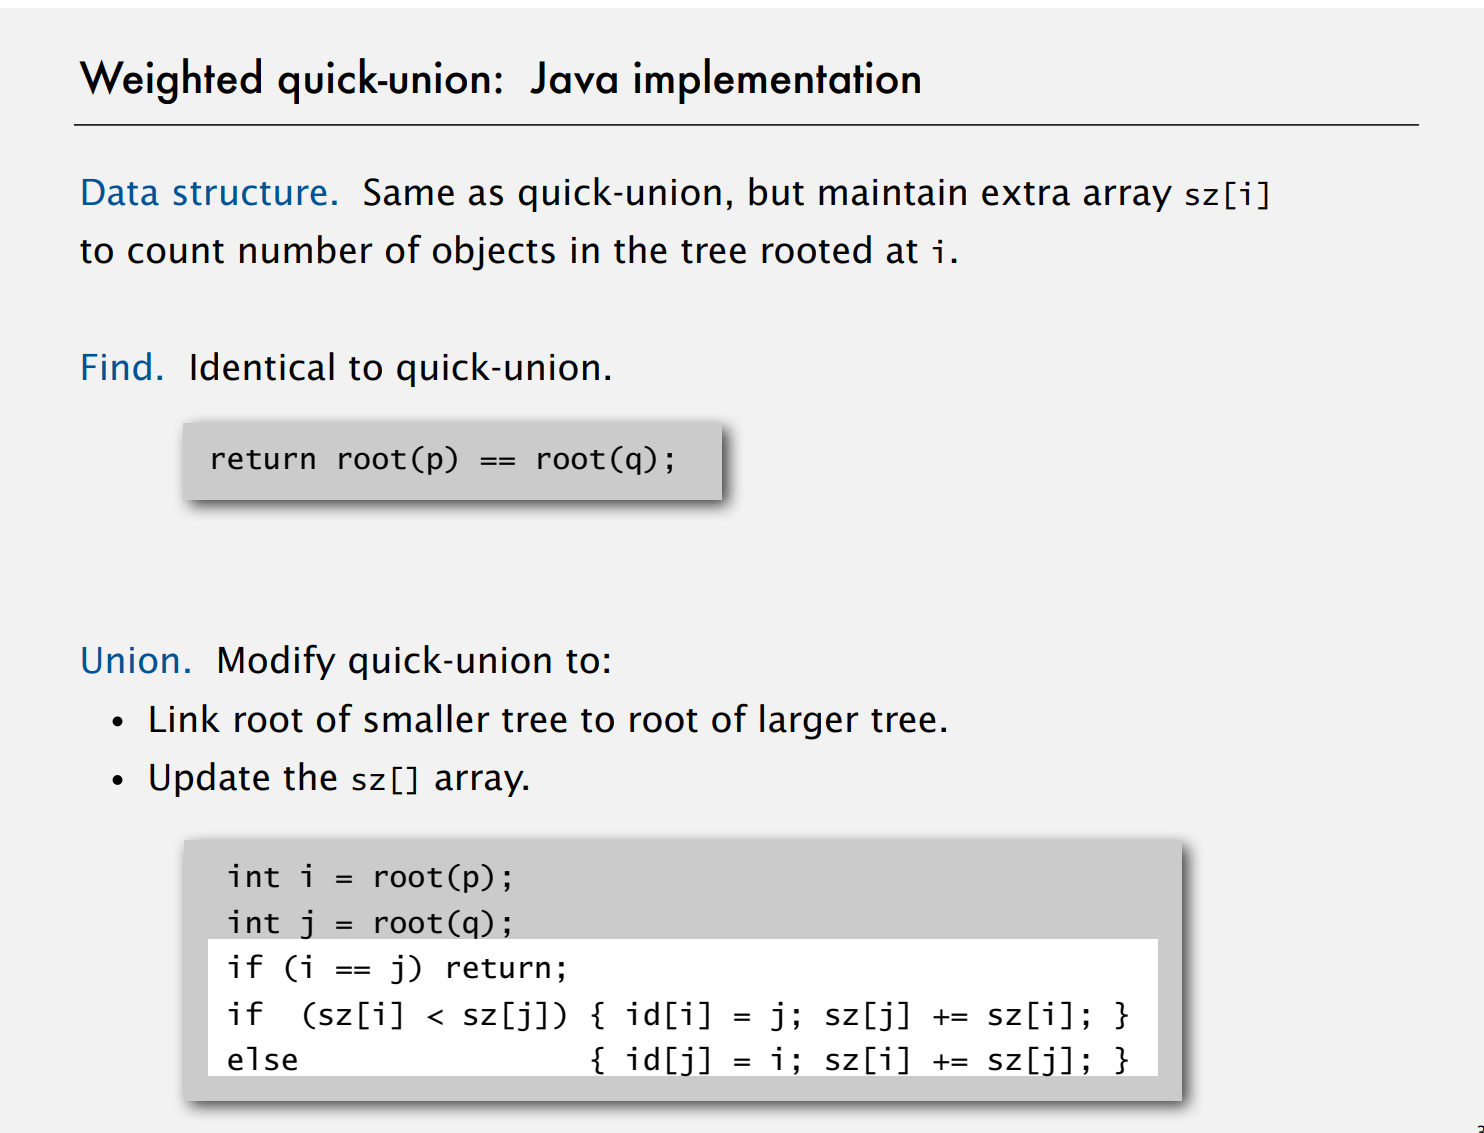 Weighted quick-union: Java implementation
Data structure. Same as quick-union, but maintain extra array sz[i]
to count number of objects in the tree rooted at i.
Find. Identical to quick-union.
return root(p) == root(q);
Union. Modify quick-union to:
• Link root of smaller tree to root of larger tree.
• Update the sz[] array.
int i = root(p);
int j = root(q);
if (i == j) return;
if  (sz[i] < sz[j]) { id[i] = j; sz[j] += sz[i]; }
else                { id[j] = i; sz[i] += sz[j]; }